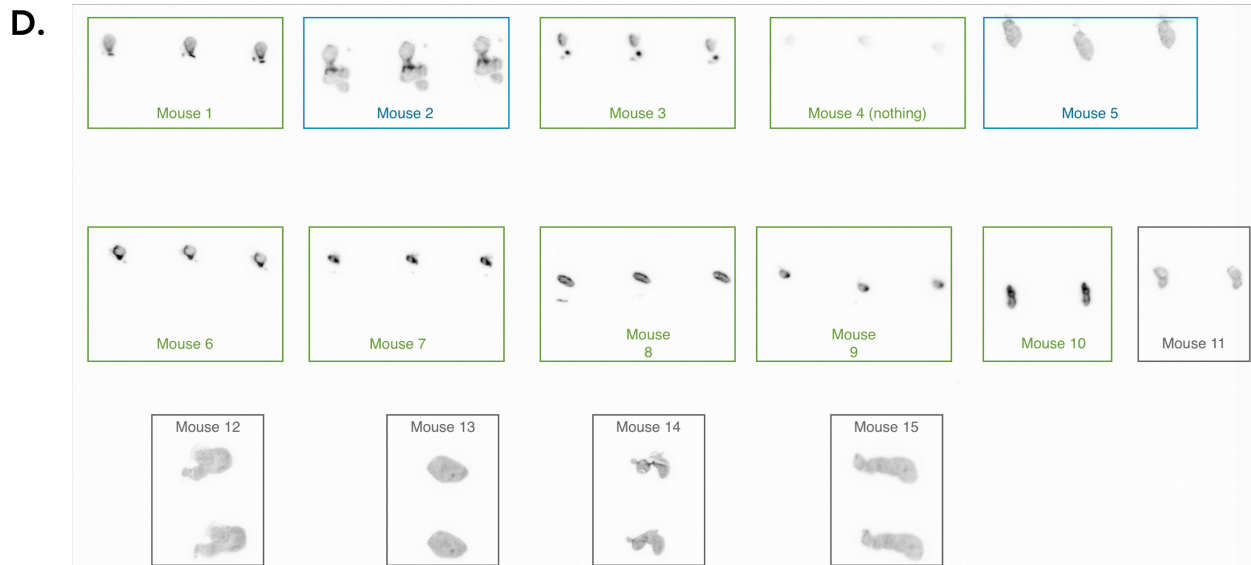 D.
Mouse 1
Mouse 2
Mouse 3
Mouse 4 (nothing)
Mouse 5
Mouse 6
Mouse 7
Mouse
8
Mouse
9
Mouse 10
Mouse 11
Mouse 12
Mouse 13
Mouse 14
Mouse 15